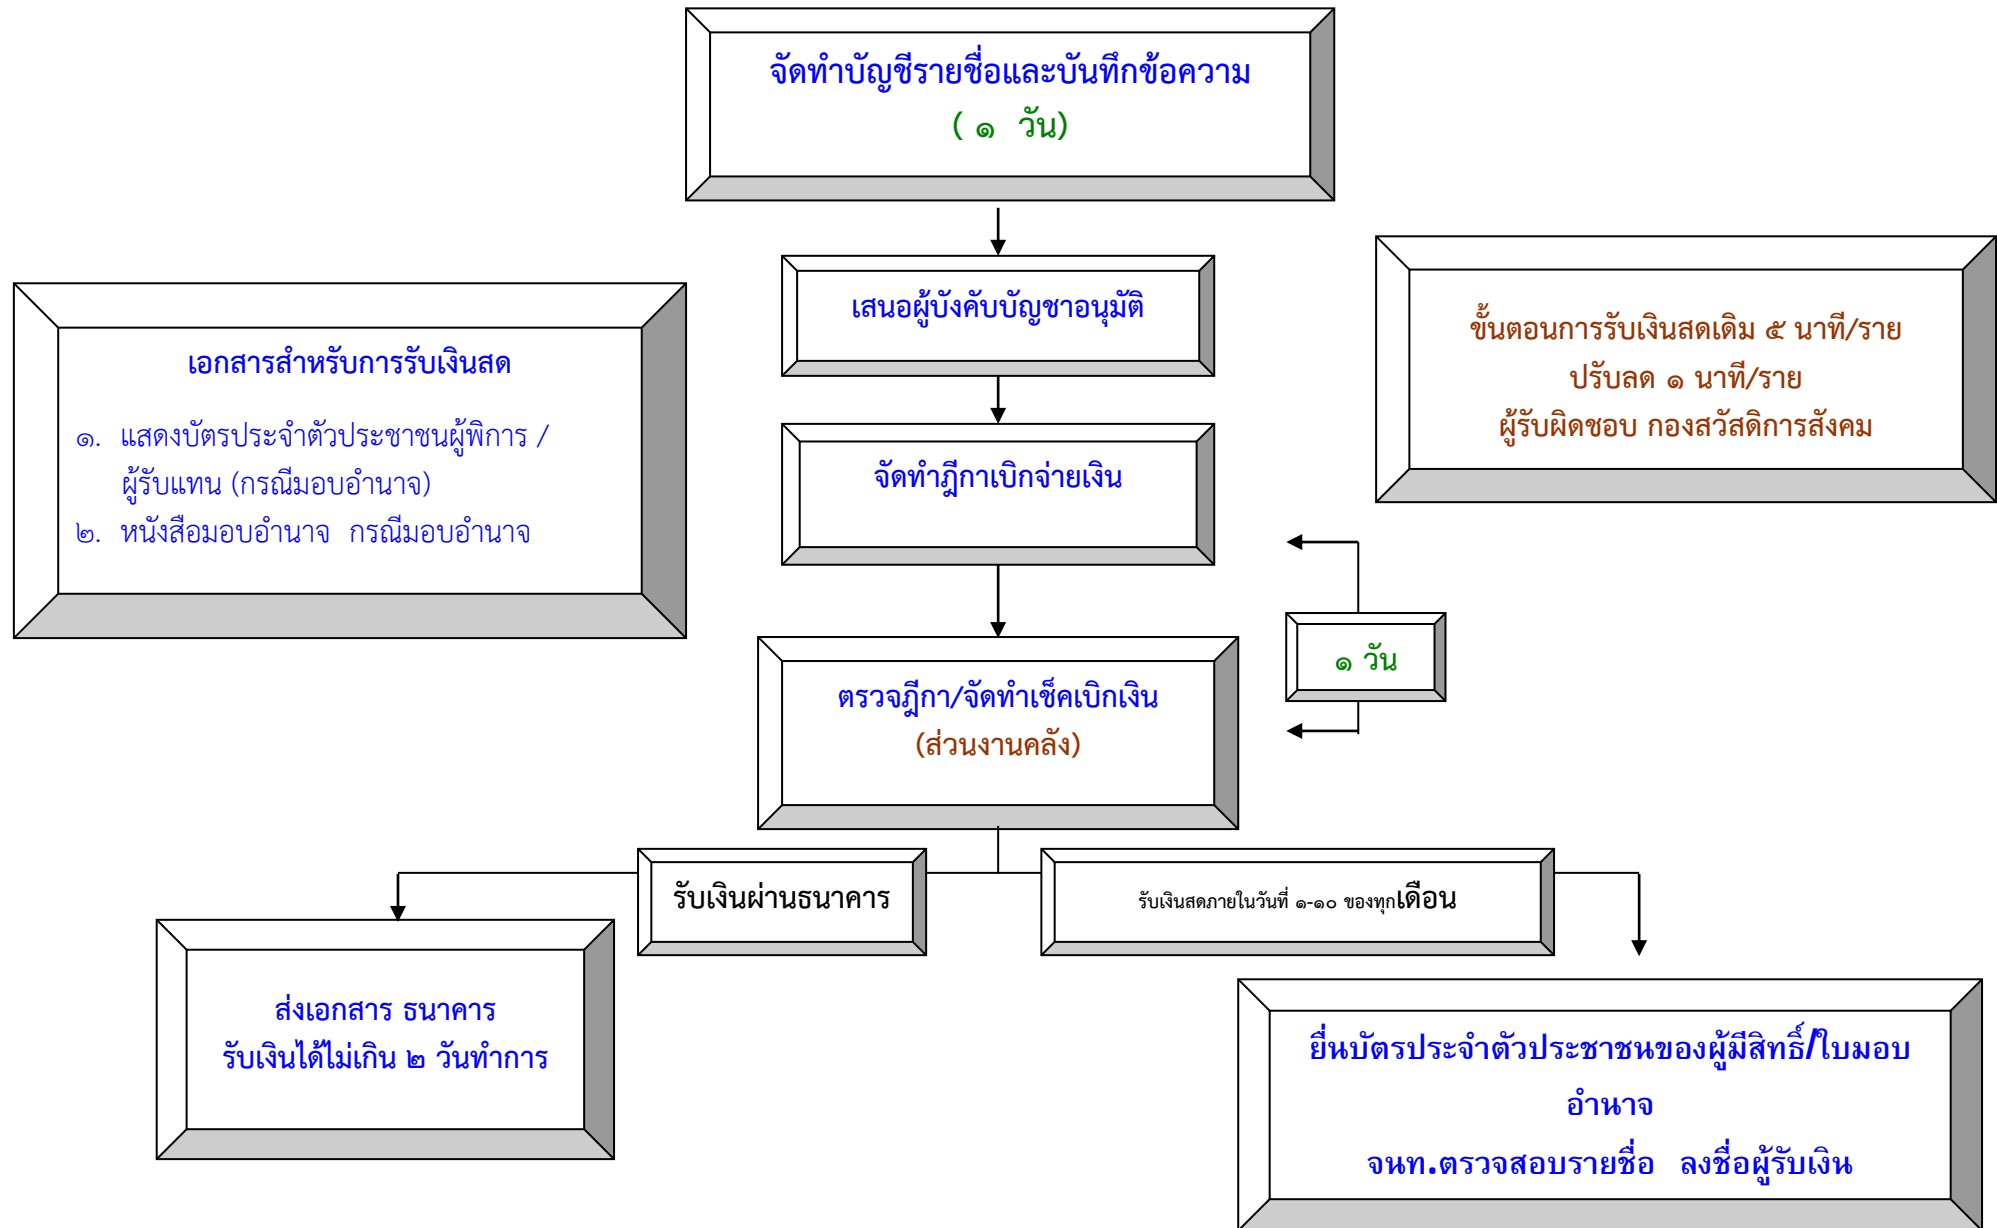 จัดทำบัญชีรายชื่อและบันทึกข้อความ
( ๑ วัน)
เสนอผู้บังคับบัญชาอนุมัติ
เอกสารสำหรับการรับเงินสด
๑. แสดงบัตรประจำตัวประชาชนผู้พิการ /
ผู้รับแทน (กรณีมอบอำนาจ)
๒. หนังสือมอบอำนาจ กรณีมอบอำนาจ
ขั้นตอนการรับเงินสดเดิม ๕ นาที/ราย
ปรับลด ๑ นาที/ราย
ผู้รับผิดชอบ กองสวัสดิการสังคม
จัดทำฎีกาเบิกจ่ายเงิน
๑ วัน
ตรวจฎีกา/จัดทำเช็คเบิกเงิน
(ส่วนงานคลัง)
รับเงินผ่านธนาคาร
รับเงินสดภายในวันที่ ๑-๑๐ ของทุกเดือน
ส่งเอกสาร ธนาคาร
รับเงินได้ไม่เกิน ๒ วันทำการ
ยื่นบัตรประจำตัวประชาชนของผู้มีสิทธิ์/ใบมอบ
อำนาจ
จนท.ตรวจสอบรายชื่อ ลงชื่อผู้รับเงิน